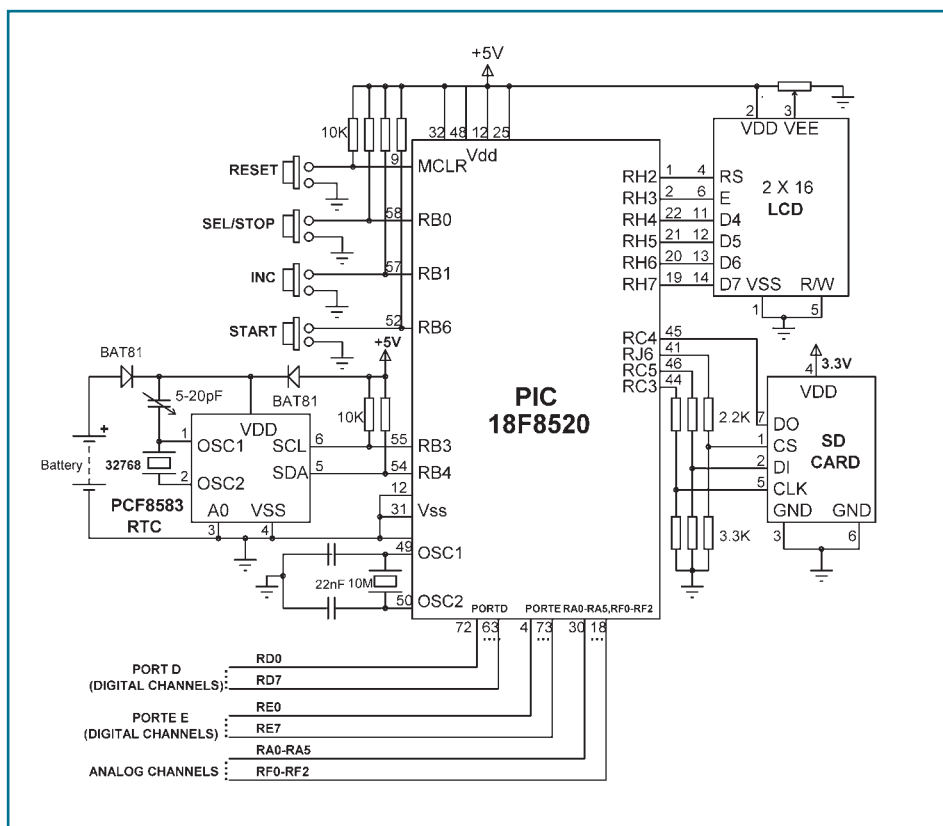 +5V
10K
32 48 12 25
Vdd
2 3
VDD VEE
2 X 16
LCD
RESET
9
MCLR
RH2 1 4 RS
RH3 2 6 E
SEL/STOP
58
RB0
RH4 22 11 D4
RH5 21 12 D5
INC
57
RB1
RH6 20 13 D6
RH7 19 14 D7
VSS R/W
1 5
START
52
RB6
+5V
RC4 45
RJ6 41
RC5 46
RC3 44
4 3.3V
VDD
BAT81
5-20pF
BAT81
10K
PIC
18F8520
2.2K
7 DO
1 CS
2 DI
5 CLK
SD
CARD
GND GND
3 6
3.3K
+
Battery
1
OSC1
VDD
SCL 6 55 RB3
32768
2
OSC2
SDA 5 54 RB4
PCF8583
RTC
A0 VSS
3 4
12
31 Vss
49
OSC1
22nF 10M
50
OSC2
PORTD PORTE RA0-RA5,RF0-RF2
72 63 4 73 30 18
PORT D
(DIGITAL CHANNELS)
RD0
RD7
PORTE E
(DIGITAL CHANNELS)
RE0
RE7
ANALOG CHANNELS
RA0-RA5
RF0-RF2